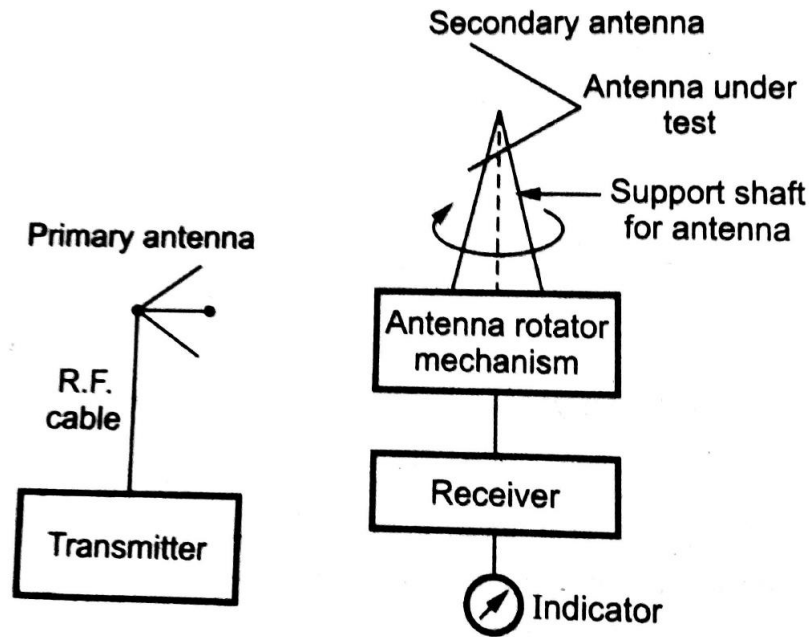 Secondary antenna
Antenna under
test
Support shaft
for antenna
Primary antenna
Antenna rotator
mechanism
R.F.
cable
Receiver
Transmitter
Indicator